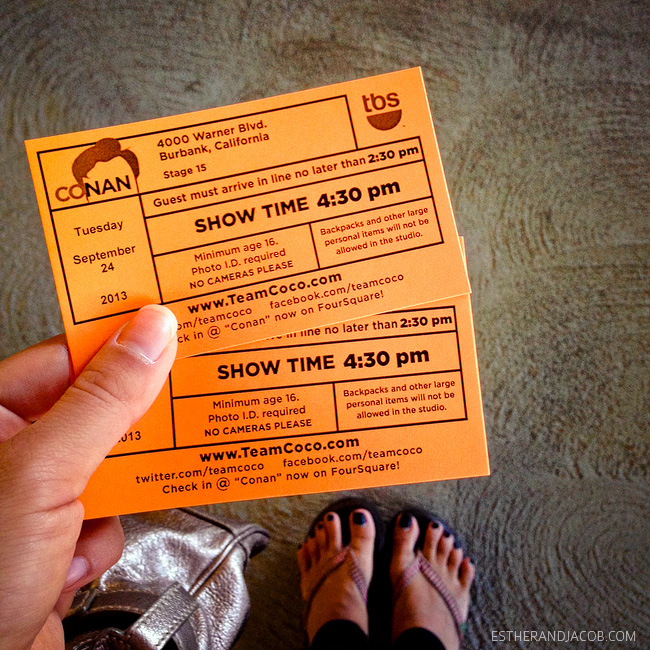 4000 Warner Blvd.
Burbank, California
Stage 15
tbs
CONAN
Guest must arrive in line no later than 2:30 pm
Tuesday
September
24
2013
SHOW TIME 4:30 pm
Minimum age 16.
Photo I.D. required
NO CAMERAS PLEASE
Backpacks and other large
personal items will not be
allowed in the studio.
www.TeamCoco.com
com/teamcoco facebook.com/teamcoco
ck in @ "Conan" now on FourSquare!
in line no later than 2:30 pm
SHOW TIME 4:30 pm
2013
Minimum age 16.
Photo I.D. required
NO CAMERAS PLEASE
Backpacks and other large
personal items will not be
allowed in the studio.
www.TeamCoco.com
twitter.com/teamcoco facebook.com/teamcoco
Check in @ "Conan" now on FourSquare!
ESTHERANDJACOB.COM